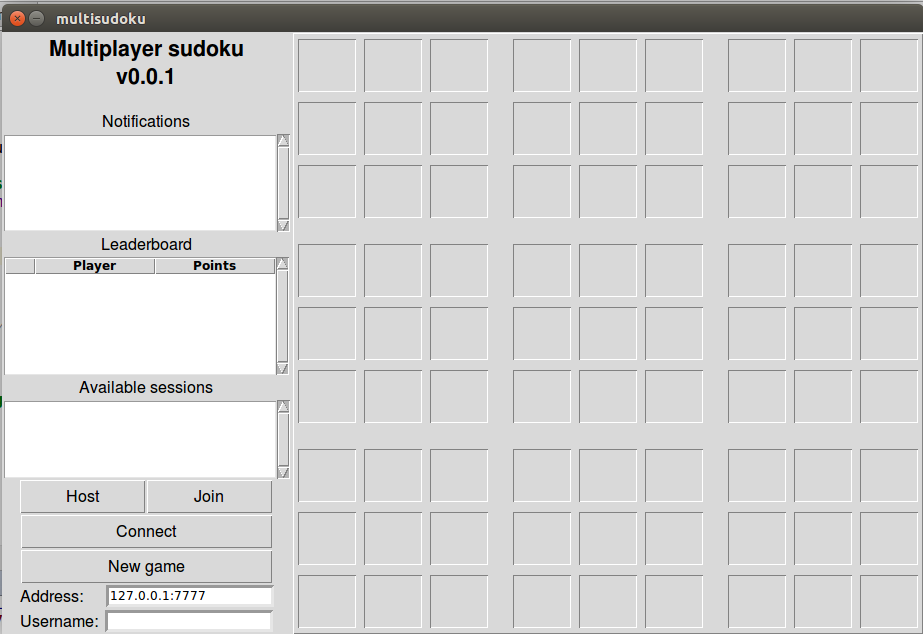 multisudoku
Multiplayer sudoku
v0.0.1
Notifications
Leaderboard
Player Points
Available sessions
Host Join
Connect
New game
Address: 127.0.0.1:7777
Username: